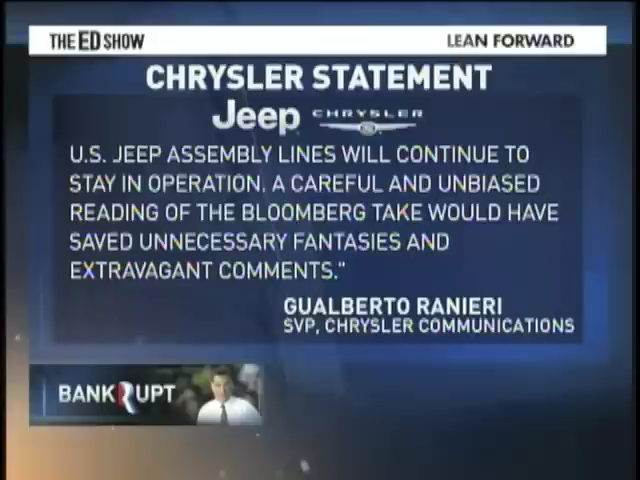 THE ED SHOW
LEAN FORWARD
CHRYSLER STATEMENT
Jeep CHRYSLER
U.S. JEEP ASSEMBLY LINES WILL CONTINUE TO
STAY IN OPERATION. A CAREFUL AND UNBIASED
READING OF THE BLOOMBERG TAKE WOULD HAVE
SAVED UNNECESSARY FANTASIES AND
EXTRAVAGANT COMMENTS."
GUALBERTO RANIERI
SVP, CHRYSLER COMMUNICATIONS
BANKRUPT